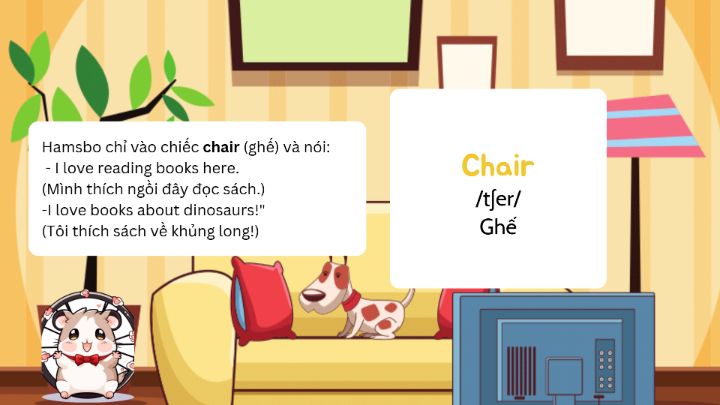 Hamsbo chỉ vào chiếc chair (ghế) và nói:
- I love reading books here.
(Mình thích ngồi đây đọc sách.)
-I love books about dinosaurs!"
(Tôi thích sách về khủng long!)
Chair
/tʃer/
Ghế